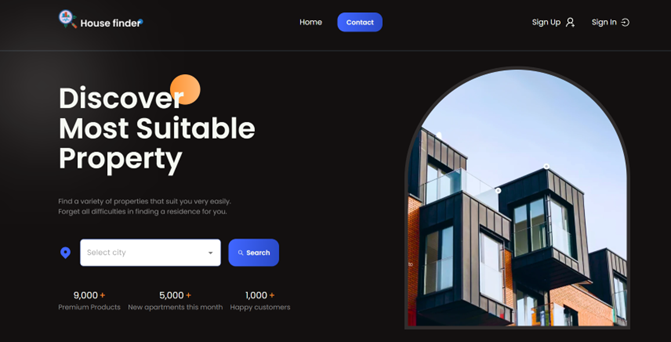 House finder
Home
Contact
Sign Up
Sign In
Discover
Most Suitable
Property
Find a variety of properties that suit you very easily.
Forget all difficulties in finding a residence for you.
Select city
Search
9,000 +
5,000 +
1,000 +
Premium Products
New apartments this month
Happy customers